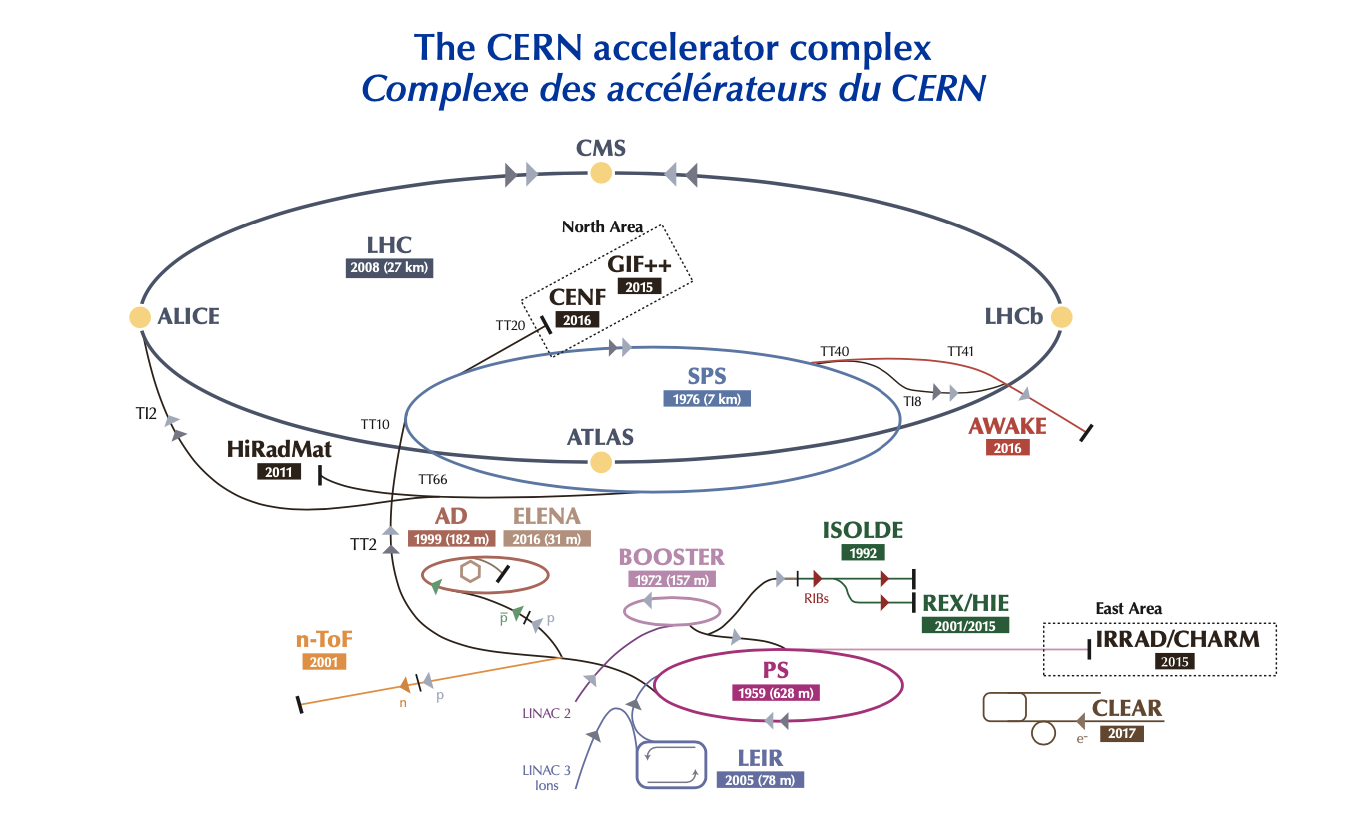 The CERN accelerator complex
Complexe des accélérateurs du CERN
CMS
North Area
LHC
2008 (27 km)
GIF++
2015
CENF
2016
ALICE
LHCb
TT20
TT40
TT41
SPS
1976 (7 km)
TI8
TI2
TT10
AWAKE
2016
ATLAS
HiRadMat
2011
TT66
AD
1999 (182 m)
ELENA
2016 (31 m)
TT2
ISOLDE
1992
BOOSTER
1972 (157 m)
RIBs
REX/HIE
2001/2015
p̅
p
East Area
IRRAD/CHARM
2015
n-ToF
2001
n
p
PS
1959 (628 m)
LINAC 2
CLEAR
2017
e-
LINAC 3
Ions
LEIR
2005 (78 m)